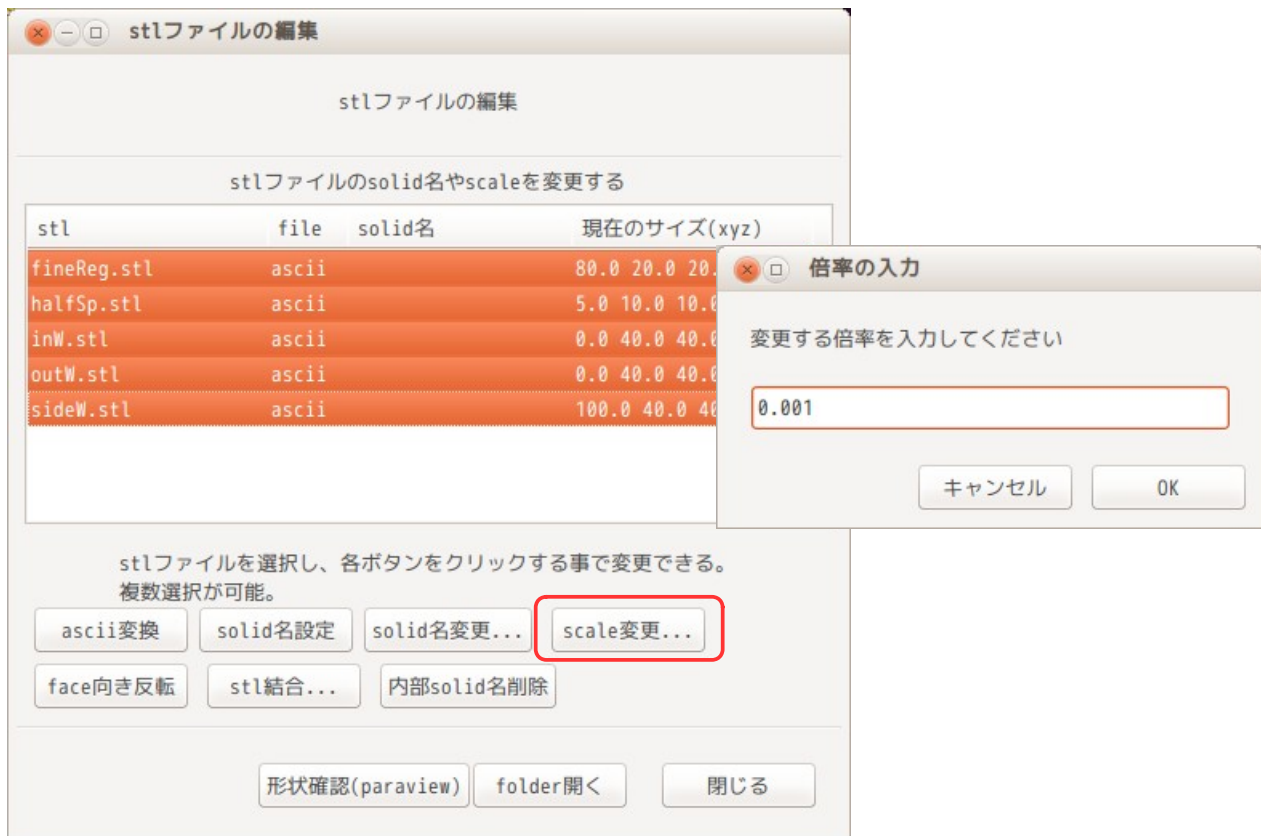 stlファイルの編集
stlファイルの編集
stlファイルのsolid名やscaleを変更する
stl file solid名 現在のサイズ(xyz)
fineReg.stl ascii 80.0 20.0 20.
halfSp.stl ascii 5.0 10.0 10.0
inW.stl ascii 0.0 40.0 40.0
outW.stl ascii 0.0 40.0 40.0
sideW.stl ascii 100.0 40.0 40
倍率の入力
変更する倍率を入力してください
0.001
キャンセル OK
stlファイルを選択し、各ボタンをクリックする事で変更できる。
複数選択が可能。
ascii変換 solid名設定 solid名変更... scale変更...
face向き反転 stl結合... 内部solid名削除
形状確認(paraview) folder開く 閉じる